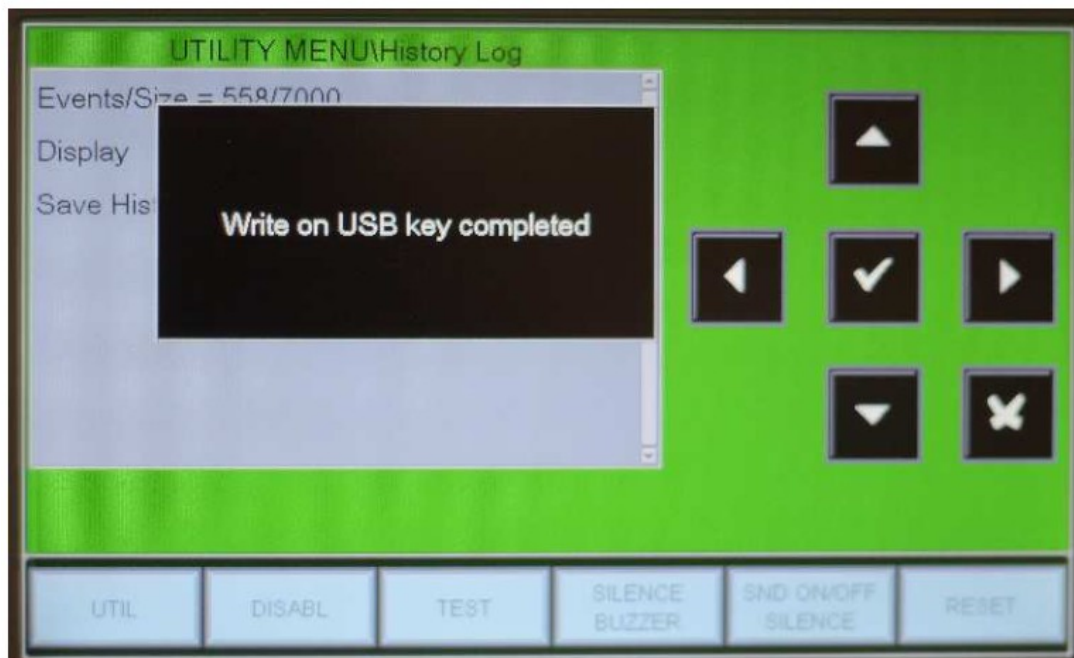 UTILITY MENU\History Log
Events/Size = 558/7000
Display
Save His
Write on USB key completed
UTIL
DISABL
TEST
SILENCE
BUZZER
SND ON/OFF
SILENCE
RESET